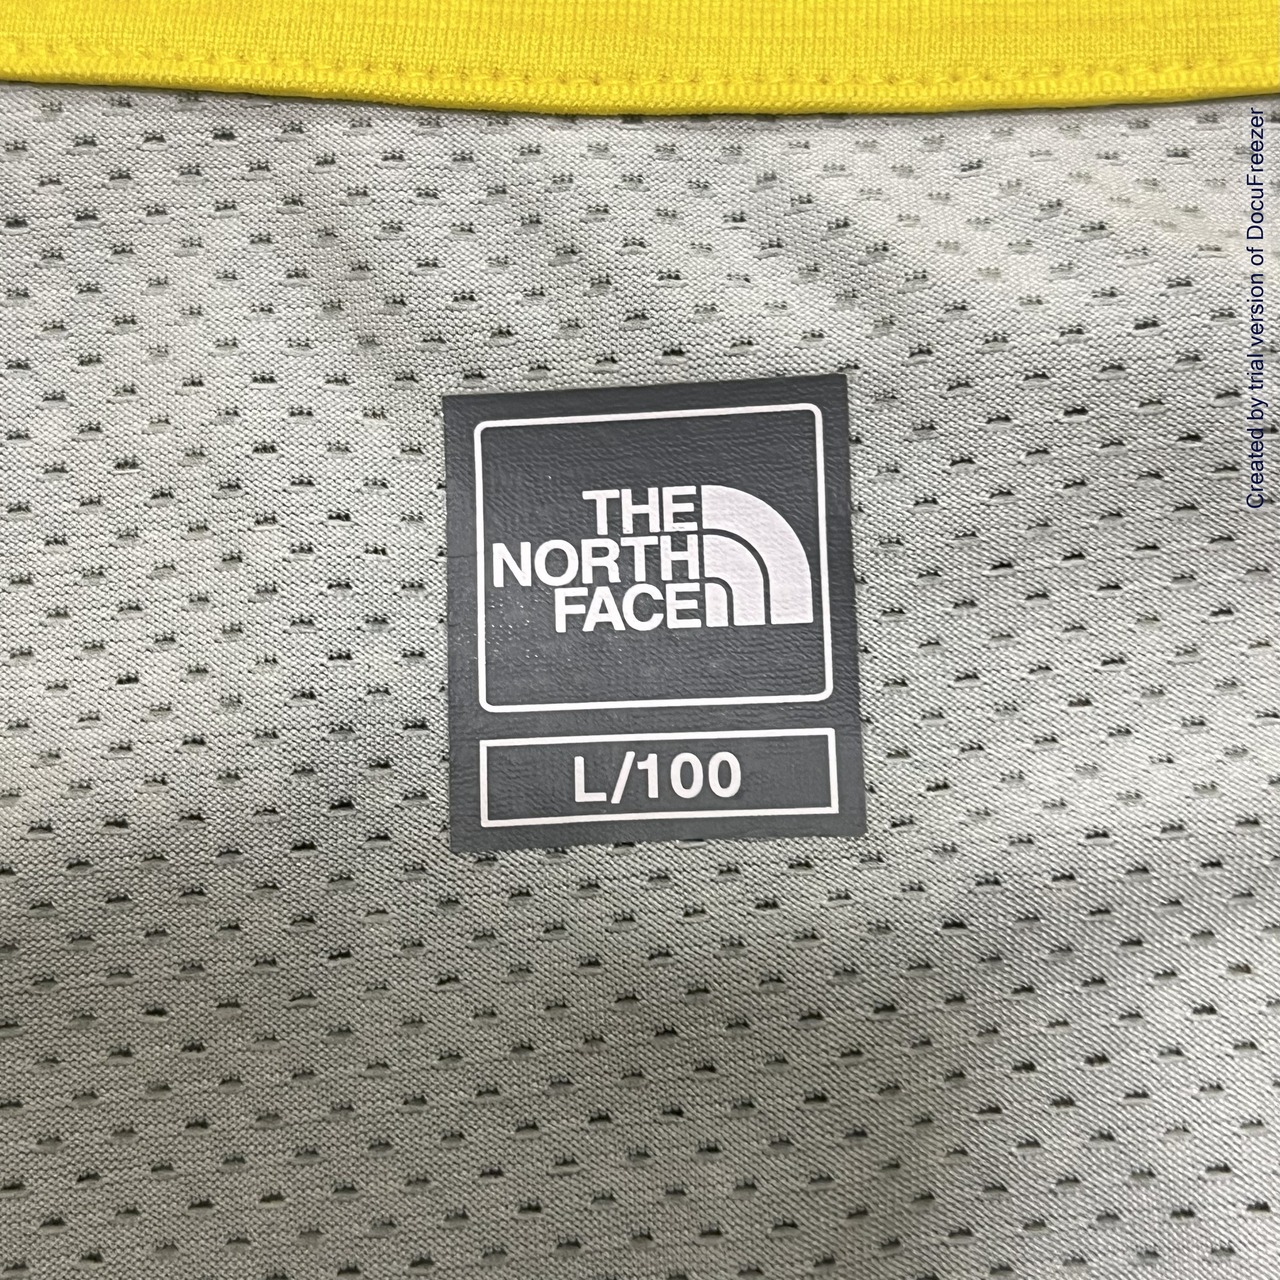 THE
NORTH
FACE
L/100
Created by trial version of DocuFreezer